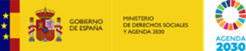 GOBIERNO
DE ESPAÑA
MINISTERIO
DE DERECHOS SOCIALES
Y AGENDA 2030
AGENDA
2030